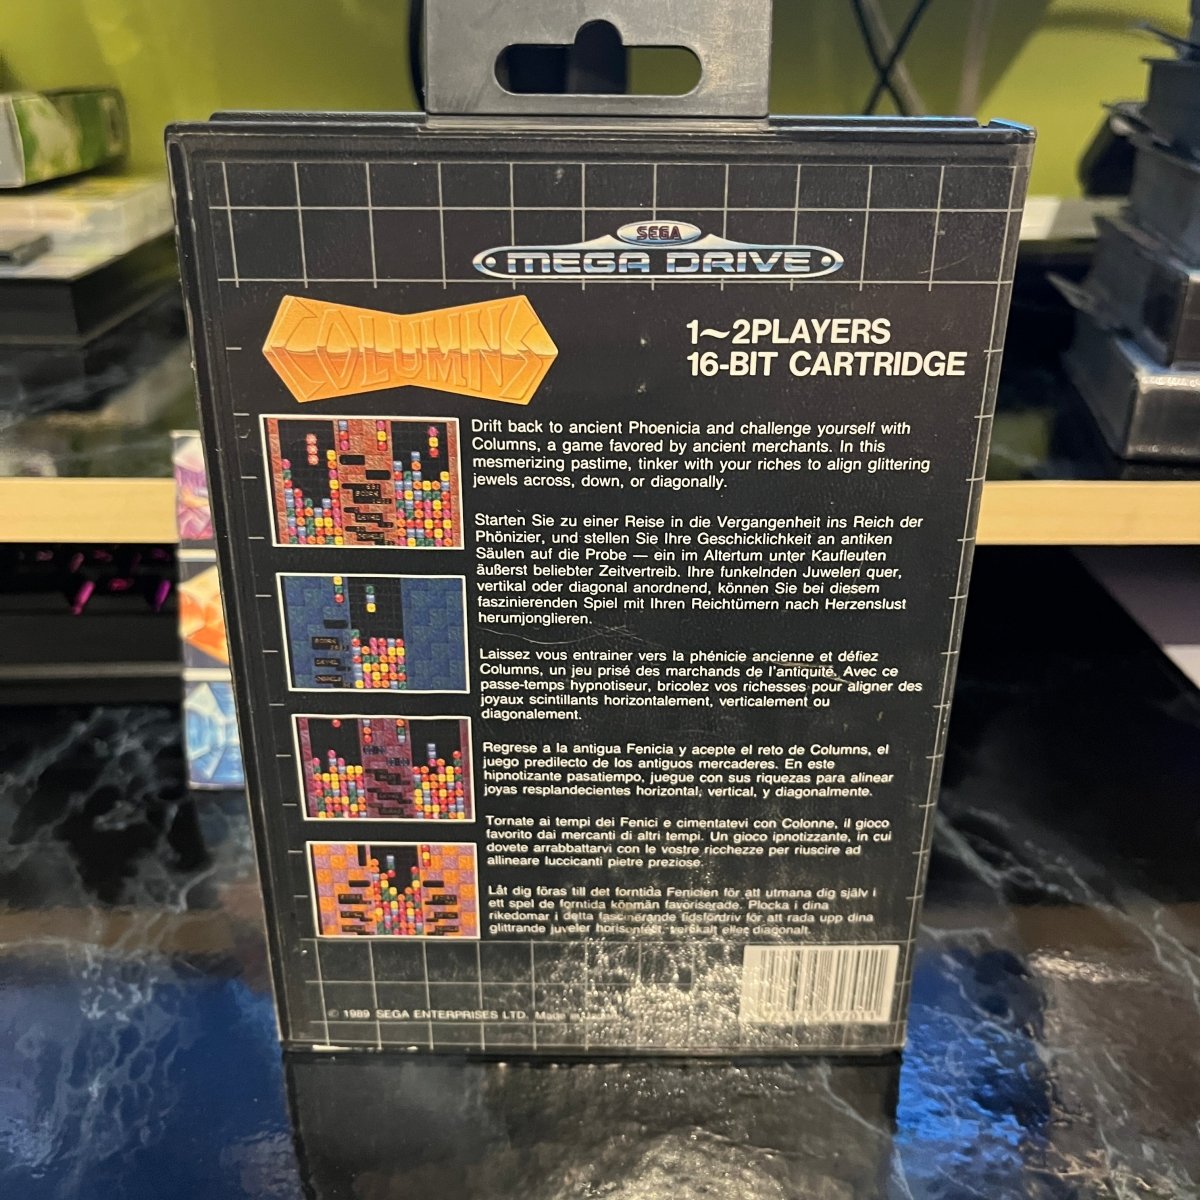 SEGA
MEGA DRIVE
COLUMNS
1~2PLAYERS
16-BIT CARTRIDGE
Drift back to ancient Phoenicia and challenge yourself with
Columns, a game favored by ancient merchants. In this
mesmerizing pastime, tinker with your riches to align glittering
jewels across, down, or diagonally.
Starten Sie zu einer Reise in die Vergangenheit ins Reich der
Phönizier, und stellen Sie Ihre Geschicklichkeit an antiken
Säulen auf die Probe — ein im Altertum unter Kaufleuten
äußerst beliebter Zeitvertreib. Ihre funkelnden Juwelen quer,
vertikal oder diagonal anordnend, können Sie bei diesem
faszinierenden Spiel mit Ihren Reichtümern nach Herzenslust
herumjonglieren.
Laissez vous entrainer vers la phénicie ancienne et défiez
Columns, un jeu prisé des marchands de l'antiquité. Avec ce
passe-temps hypnotiseur, bricolez vos richesses pour aligner des
joyaux scintillants horizontalement, verticalement ou
diagonalement.
Regrese a la antigua Fenicia y acepte el reto de Columns, el
juego predilecto de los antiguos mercaderes. En este
hipnotizante pasatiempo, juegue con sus riquezas para alinear
joyas resplandecientes horizontal, vertical, y diagonalmente.
Tornate ai tempi dei Fenici e cimentatevi con Colonne, il gioco
favorito dai mercanti di altri tempi. Un gioco ipnotizzante, in cui
dovete arrabbattarvi con le vostre ricchezze per riuscire ad
allineare luccicanti pietre preziose.
Låt dig föras till det forntida Fenicien för att utmana dig själv i
ett spel de forntida köpmän favoriserade. Plocka i dina
rikedomar i detta fascinerande tidsfördriv för att rada upp dina
glittrande juveler horisontellt, vertikalt eller diagonalt.
© 1989 SEGA ENTERPRISES LTD. Made in Japan